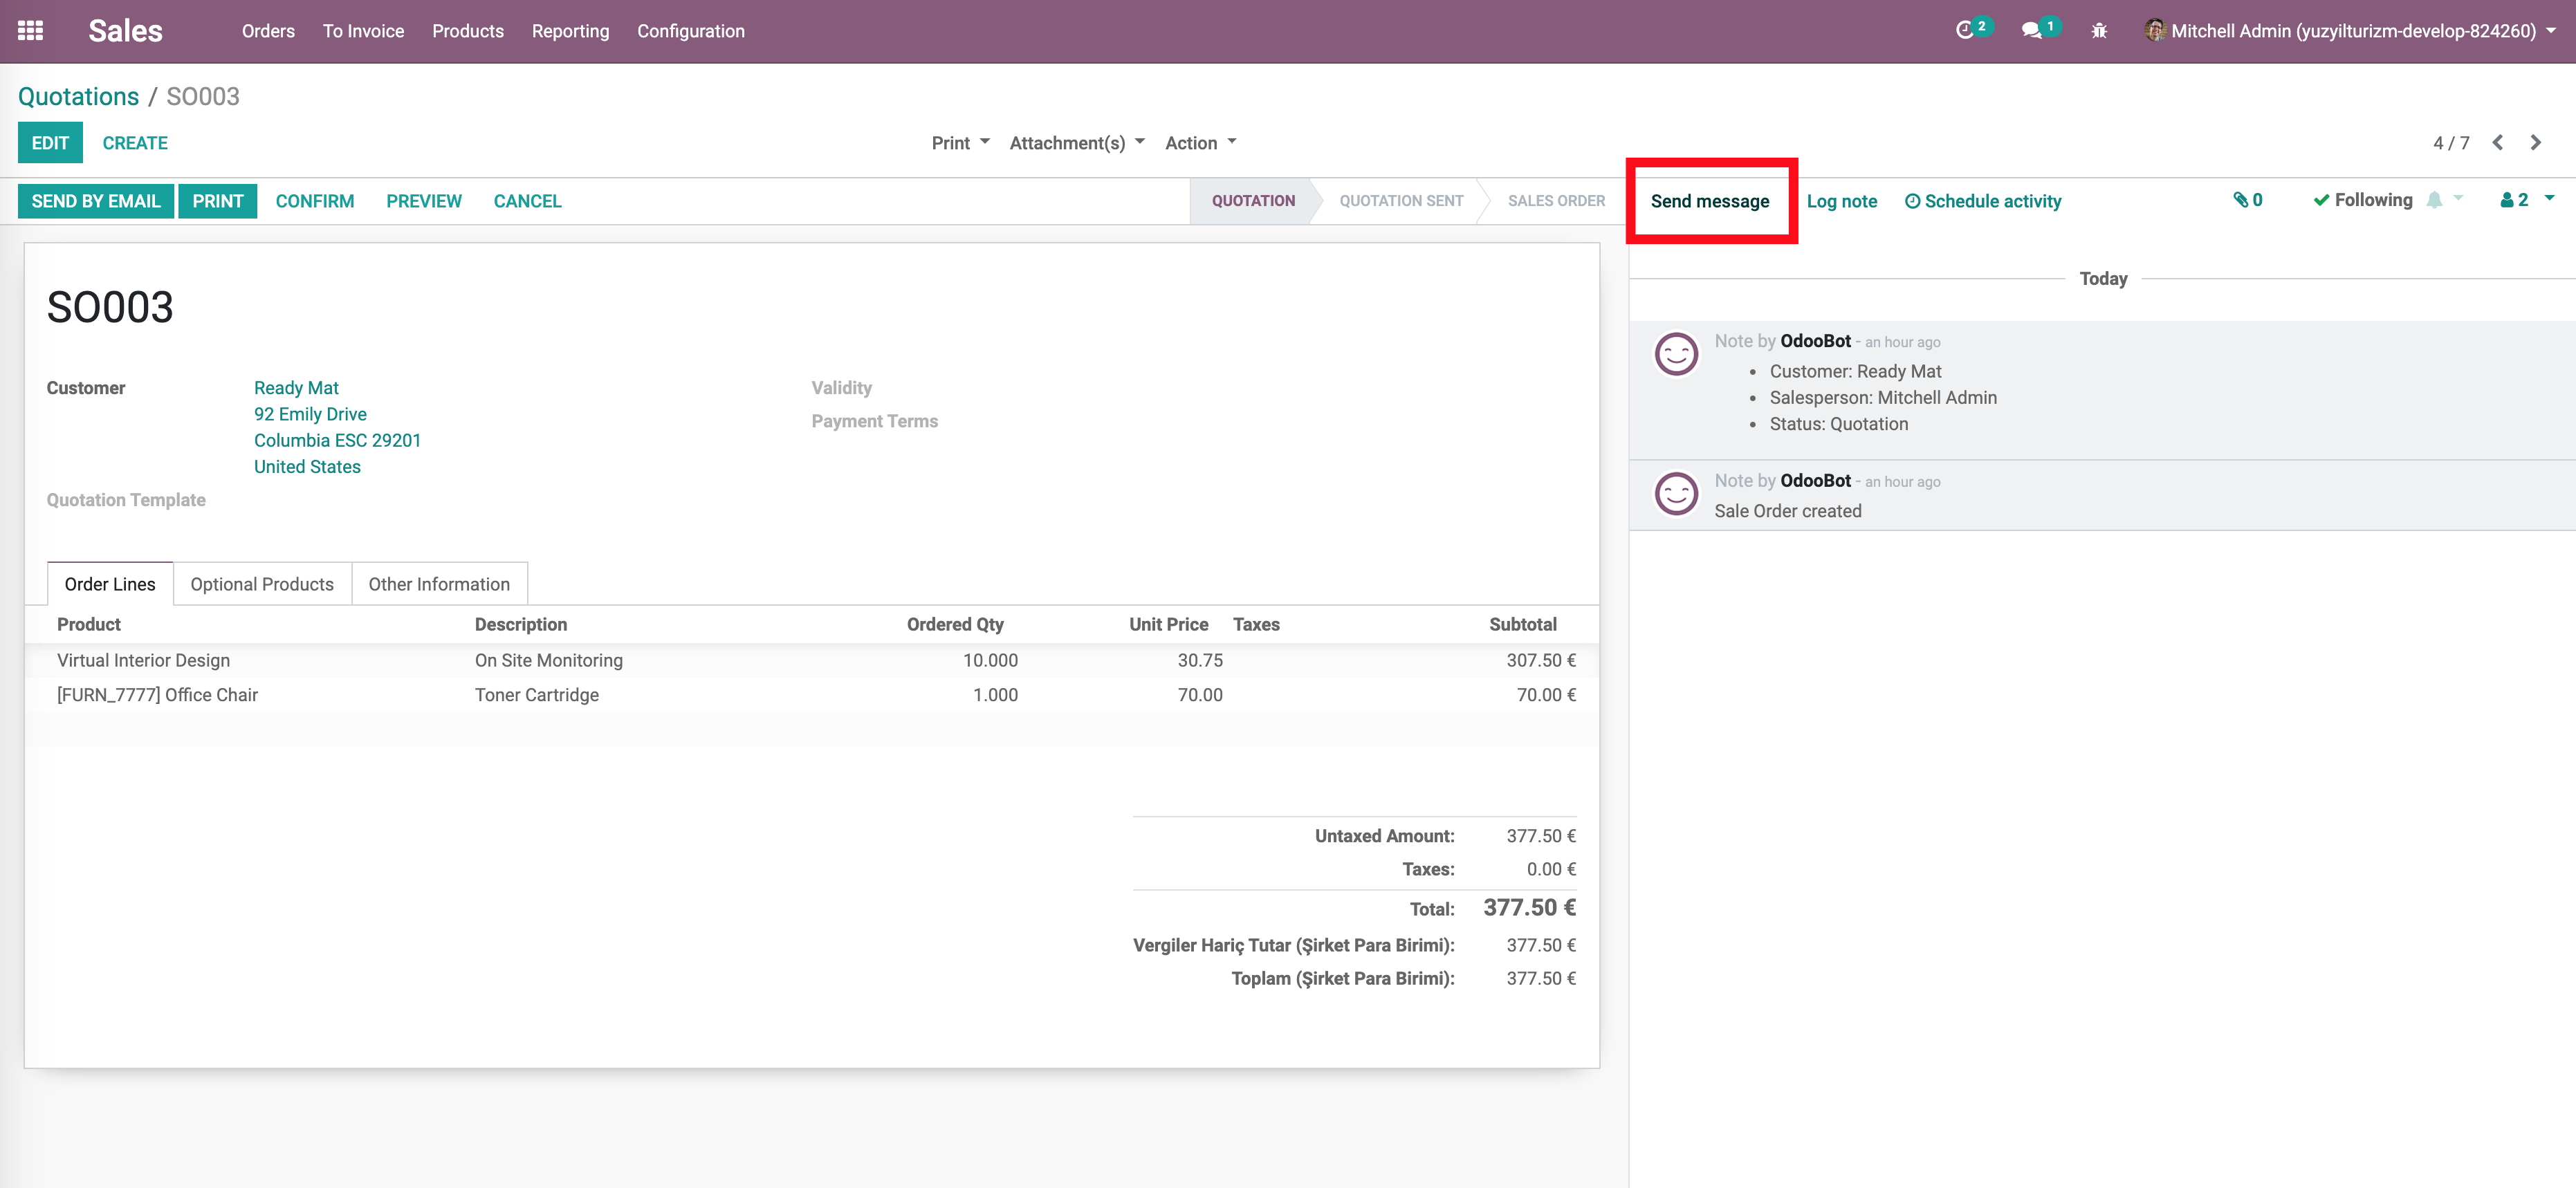 Sales Orders To Invoice Products Reporting Configuration 2 1 Mitchell Admin (yuzyilturizm-develop-824260)
Quotations / SO003
EDIT CREATE Print Attachment(s) Action 4 / 7
SEND BY EMAIL PRINT CONFIRM PREVIEW CANCEL QUOTATION QUOTATION SENT SALES ORDER Send message Log note Schedule activity 0 Following 2
Today
SO003
Note by OdooBot - an hour ago
• Customer: Ready Mat
• Salesperson: Mitchell Admin
• Status: Quotation
Note by OdooBot - an hour ago
Sale Order created
Customer Ready Mat
92 Emily Drive
Columbia ESC 29201
United States
Validity
Payment Terms
Quotation Template
Order Lines Optional Products Other Information
Product Description Ordered Qty Unit Price Taxes Subtotal
Virtual Interior Design On Site Monitoring 10.000 30.75 307.50 €
[FURN_7777] Office Chair Toner Cartridge 1.000 70.00 70.00 €
Untaxed Amount: 377.50 €
Taxes: 0.00 €
Total: 377.50 €
Vergiler Hariç Tutar (Şirket Para Birimi): 377.50 €
Toplam (Şirket Para Birimi): 377.50 €